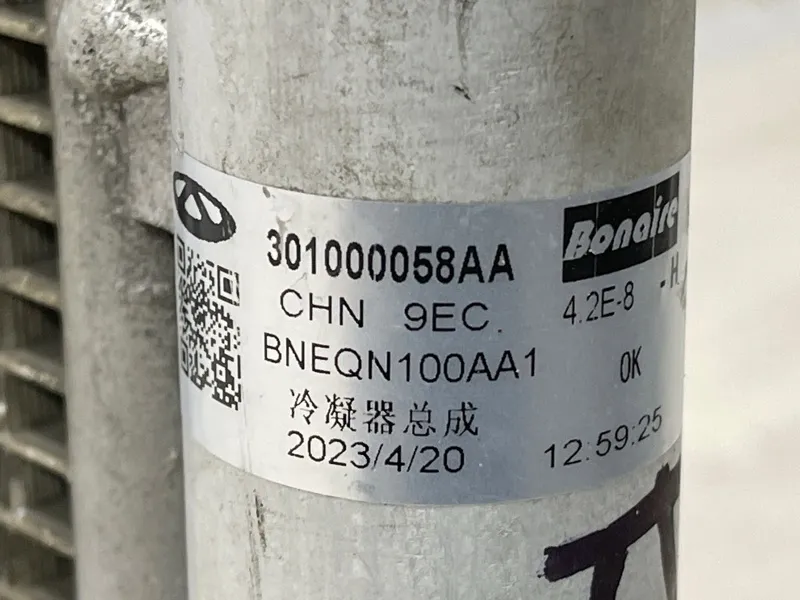 301000058AA
Bonaire
CHN 9EC.
4.2E-8 -H
BNEQN100AA1
OK
冷凝器总成
2023/4/20
12:59:25